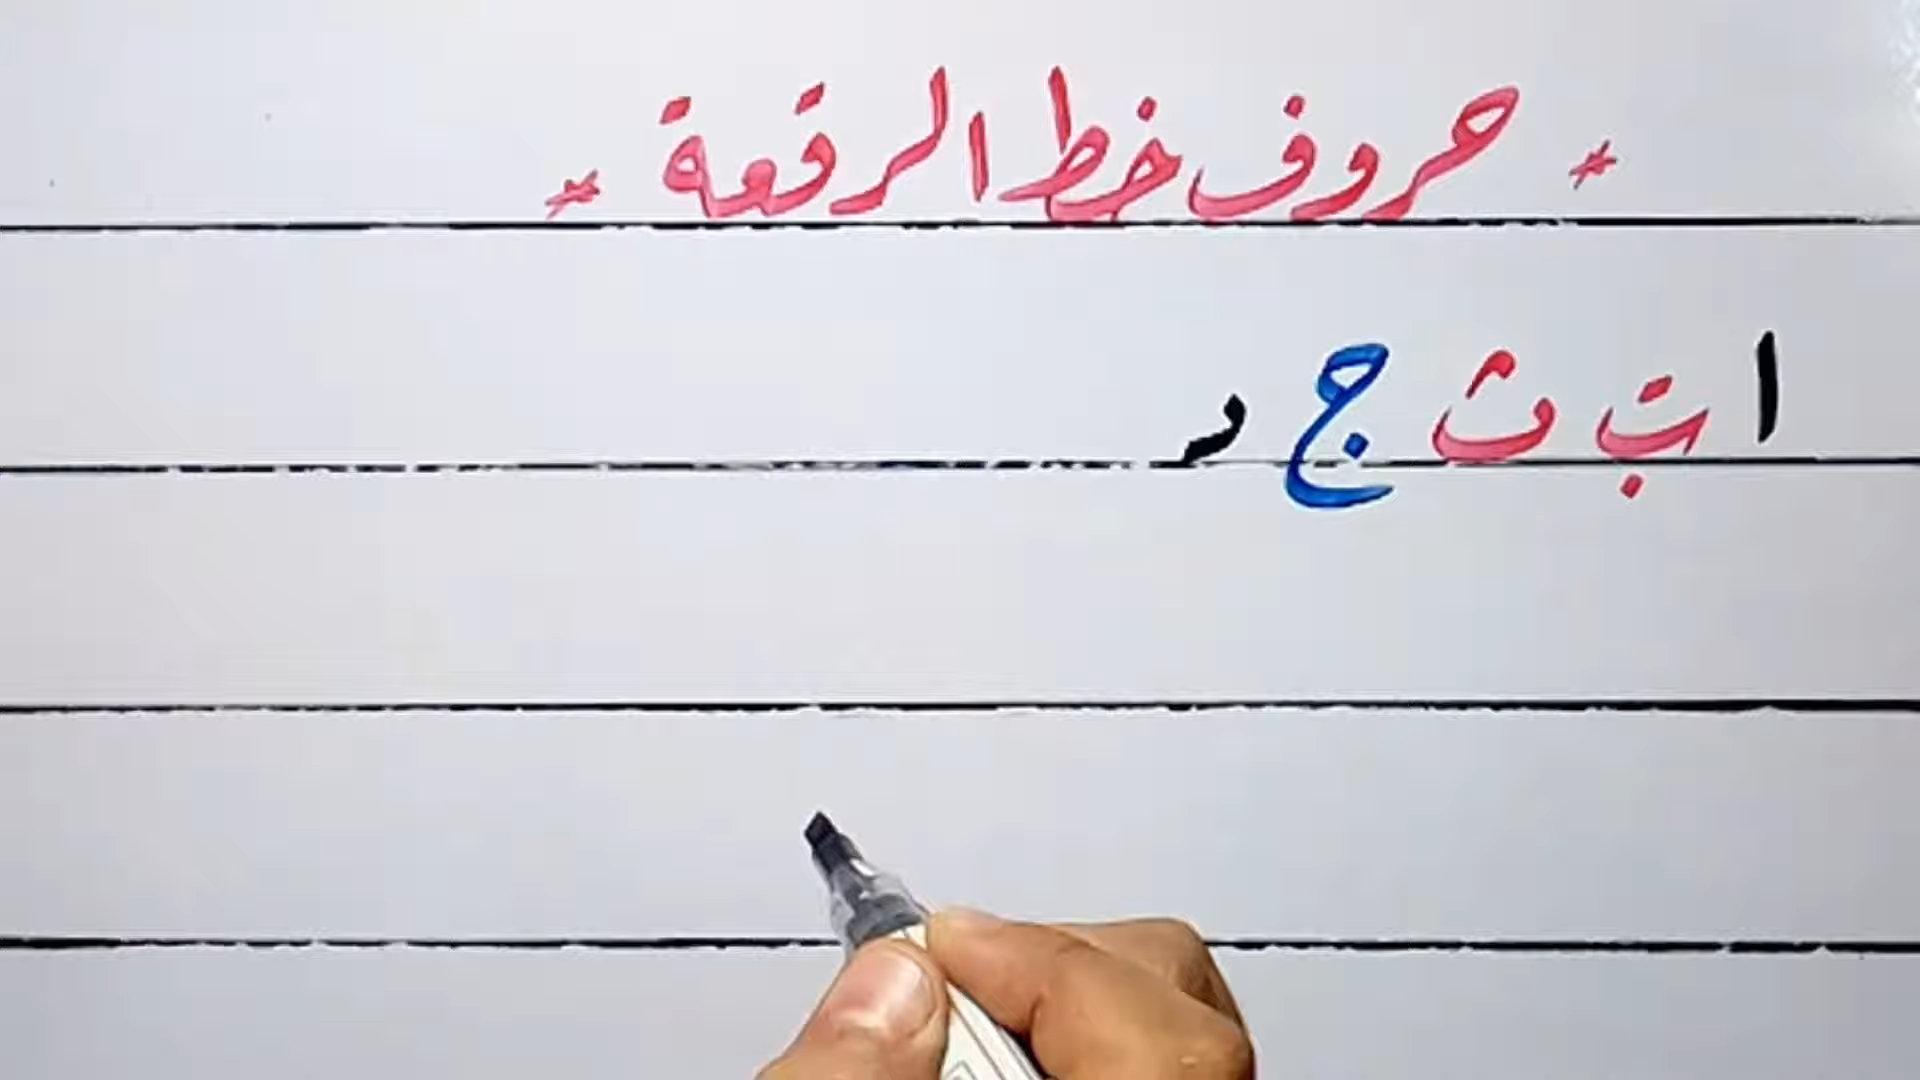 * حروف خط الرقعة *
ا ب ت ث ج د